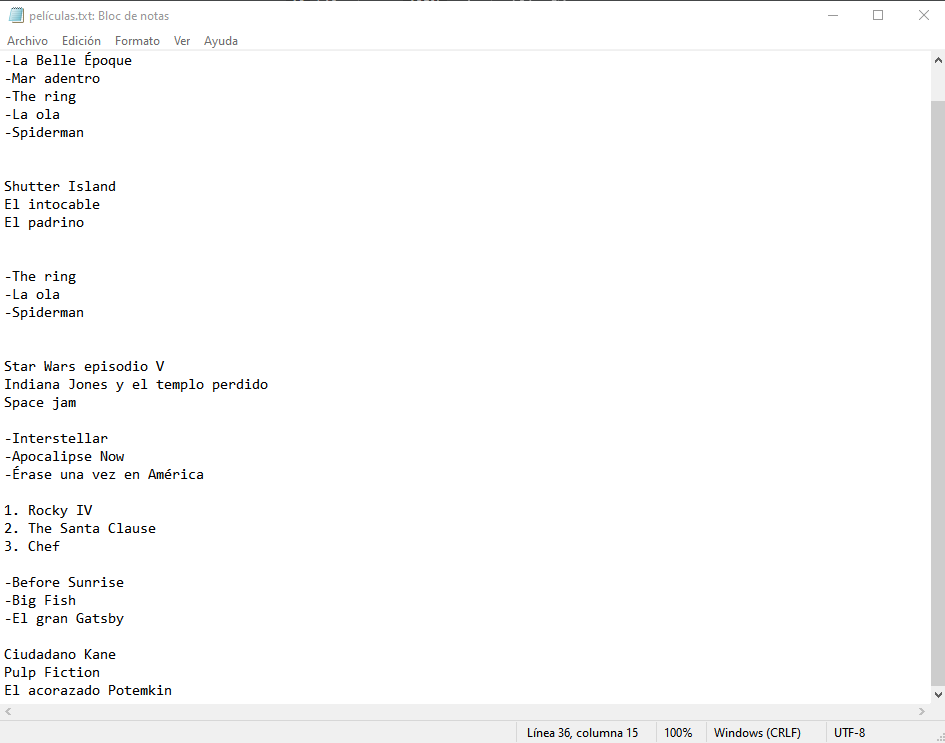 películas.txt: Bloc de notas
Archivo Edición Formato Ver Ayuda
-La Belle Époque
-Mar adentro
-The ring
-La ola
-Spiderman
Shutter Island
El intocable
El padrino
-The ring
-La ola
-Spiderman
Star Wars episodio V
Indiana Jones y el templo perdido
Space jam
-Interstellar
-Apocalipse Now
-Érase una vez en América
1. Rocky IV
2. The Santa Clause
3. Chef
-Before Sunrise
-Big Fish
-El gran Gatsby
Ciudadano Kane
Pulp Fiction
El acorazado Potemkin
Línea 36, columna 15 100% Windows (CRLF) UTF-8